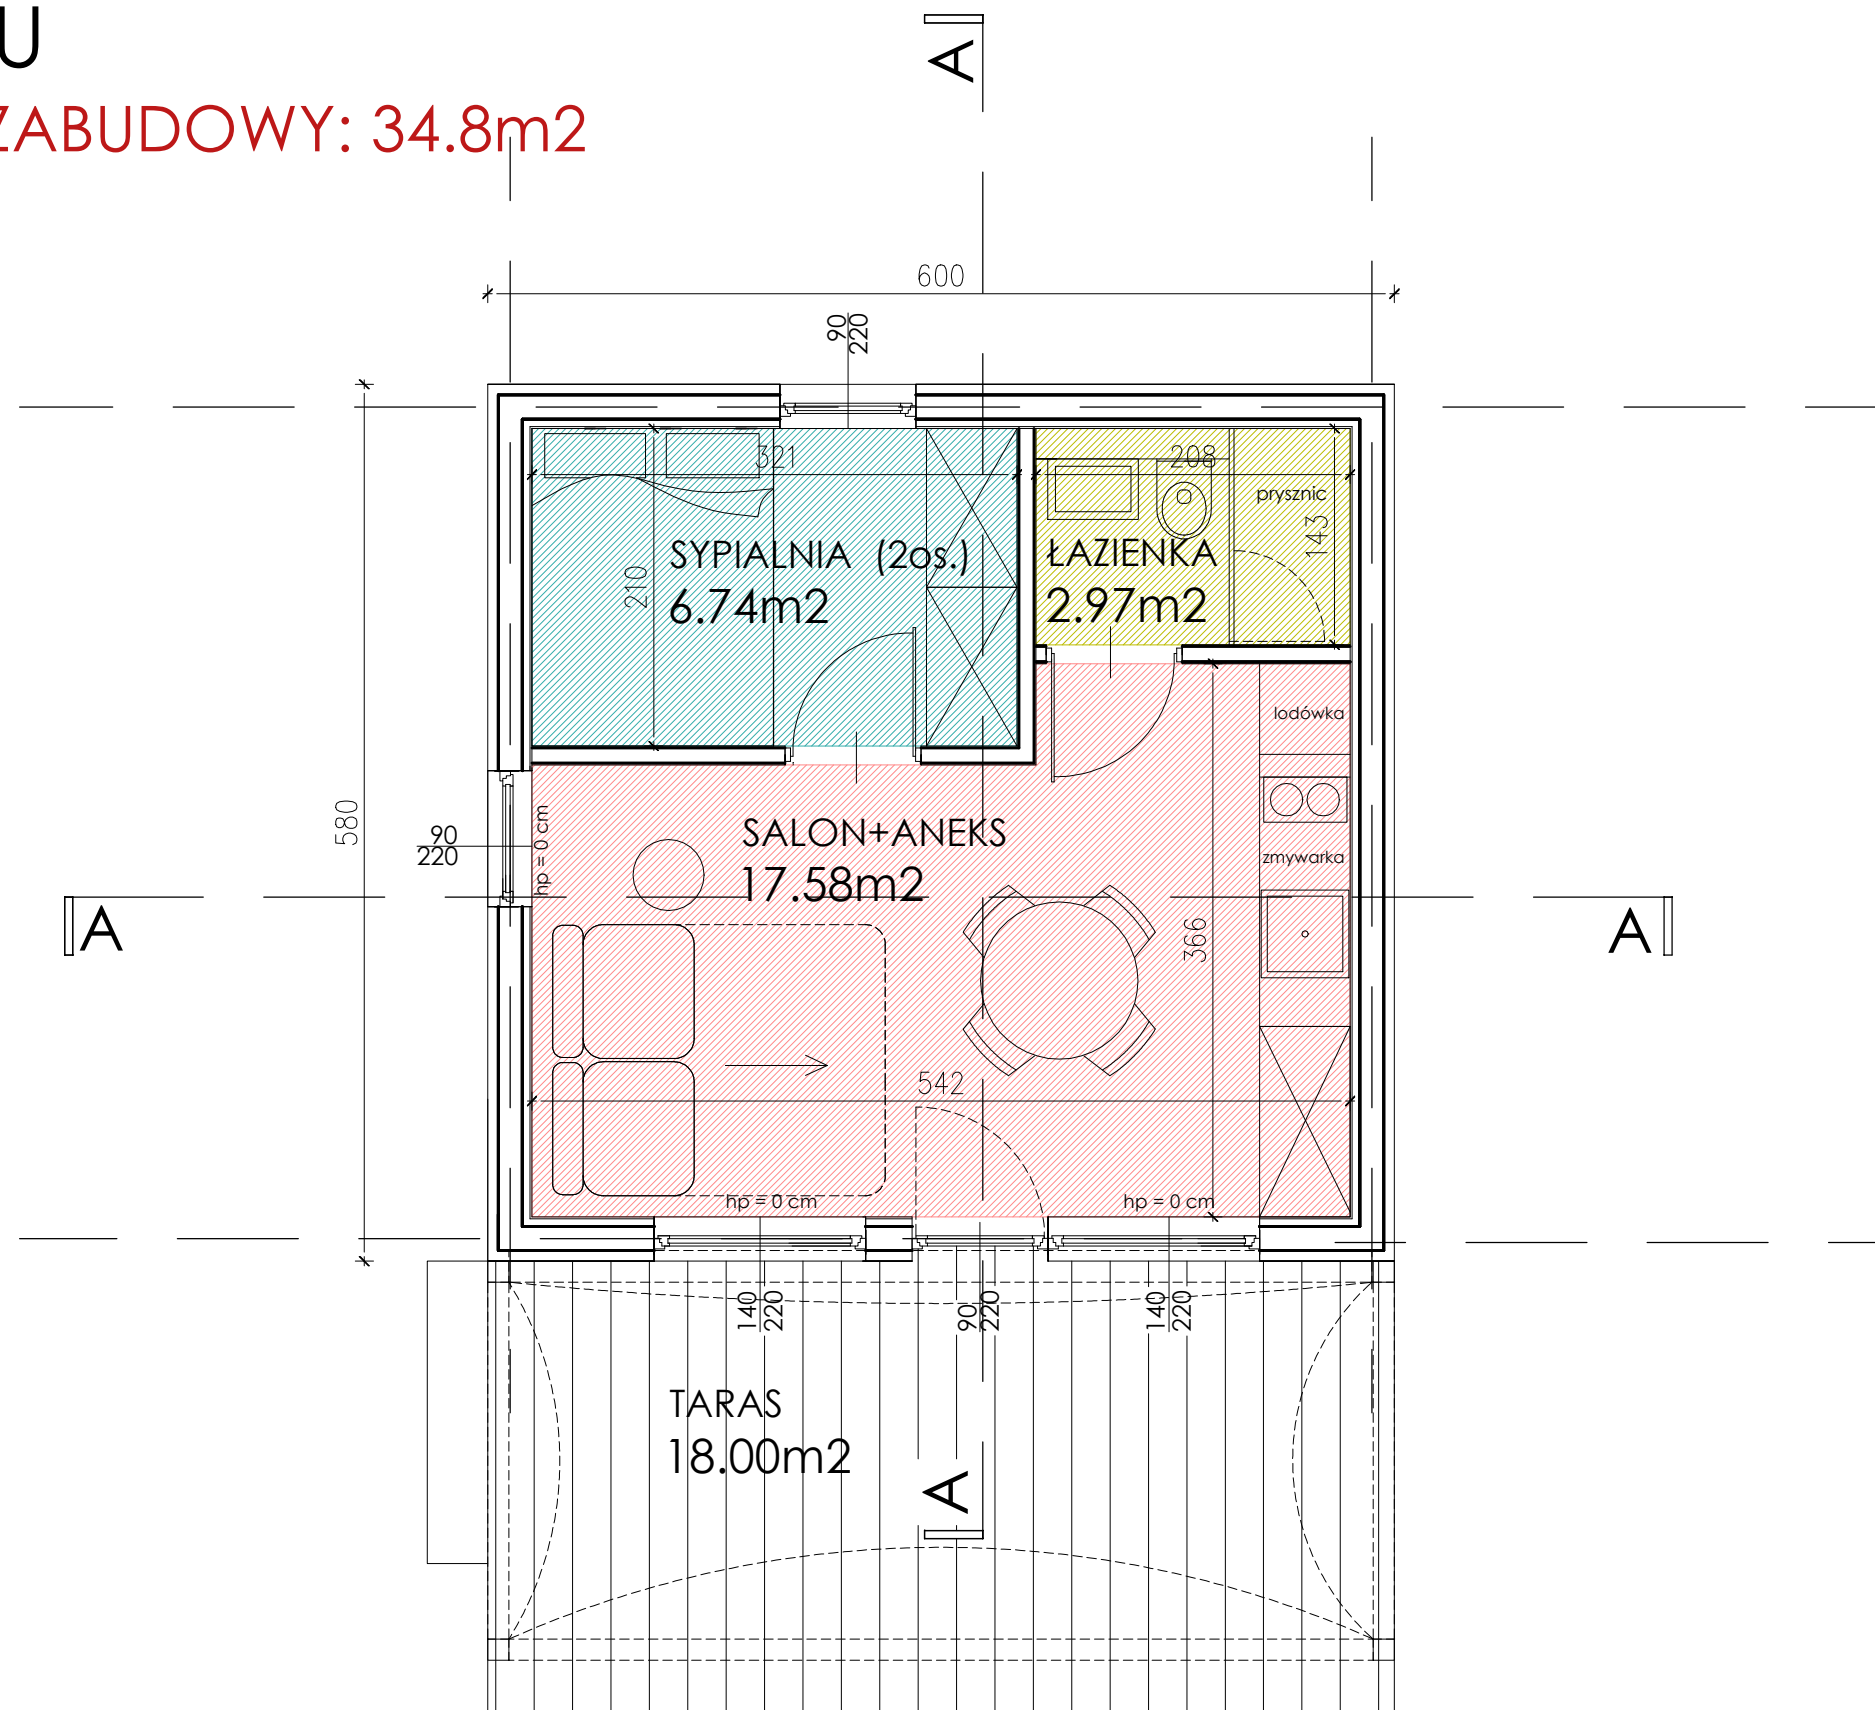 U
ZABUDOWY: 34.8m2
A
600
90
220
321
208
prysznic
143
SYPIALNIA (2os.)
6.74m2
210
ŁAZIENKA
2.97m2
lodówka
580
90
220
hp = 0 cm
SALON+ANEKS
17.58m2
zmywarka
366
A
A
542
hp = 0 cm
hp = 0 cm
140
220
90
220
140
220
TARAS
18.00m2
A